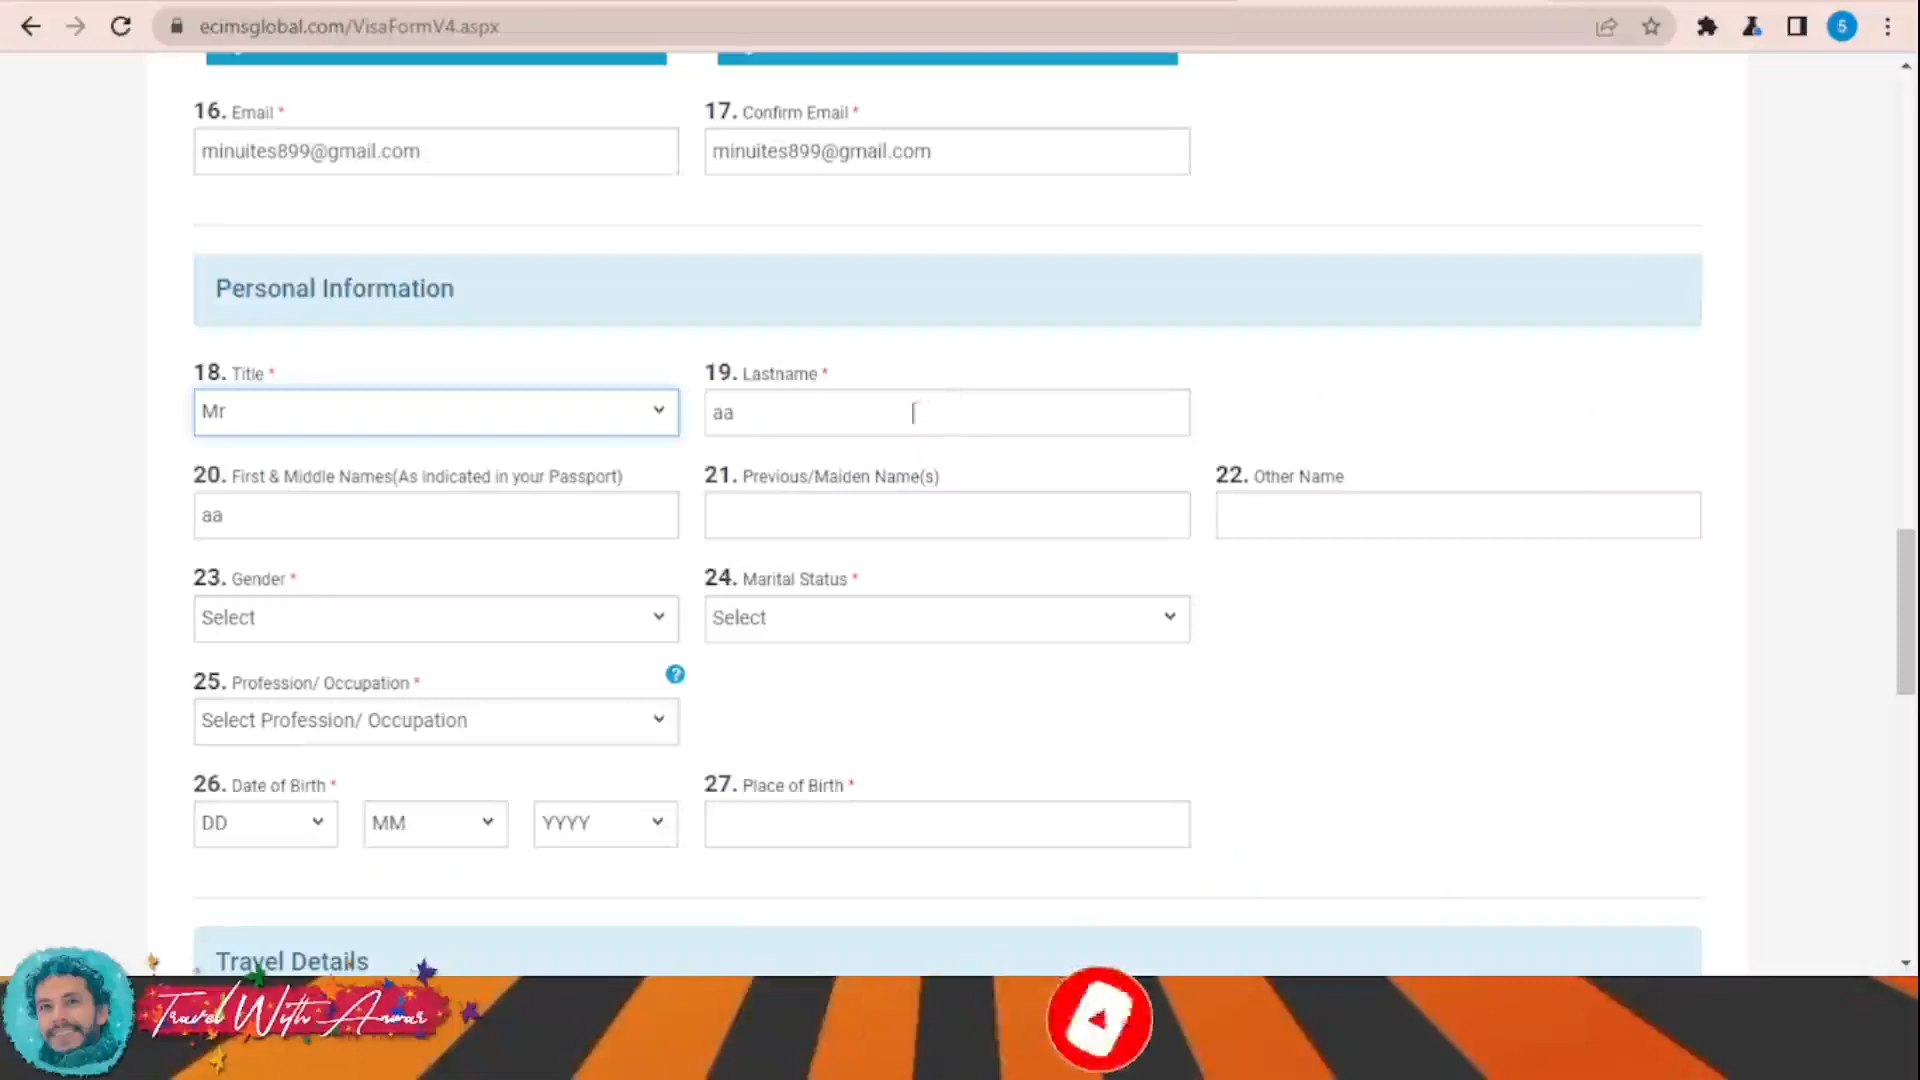 ecimsglobal.com/VisaFormV4.aspx
5
16. Email *
17. Confirm Email *
minuites899@gmail.com
minuites899@gmail.com
Personal Information
18. Title *
19. Lastname *
Mr
aa
20. First & Middle Names(As indicated in your Passport)
21. Previous/Maiden Name(s)
22. Other Name
aa
23. Gender *
24. Marital Status *
Select
Select
25. Profession/ Occupation *
?
Select Profession/ Occupation
26. Date of Birth *
27. Place of Birth *
DD
MM
YYYY
Travel Details
Travel With Anwar